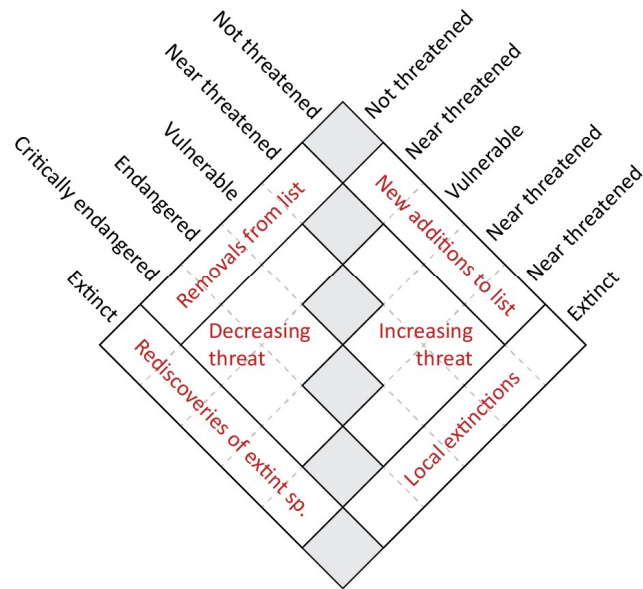 Not threatened
Near threatened
Vulnerable
Endangered
Critically endangered
Extinct
Not threatened
Near threatened
Vulnerable
Near threatened
Near threatened
Extinct
Removals from list
New additions to list
Decreasing
threat
Increasing
threat
Rediscoveries of extint sp.
Local extinctions